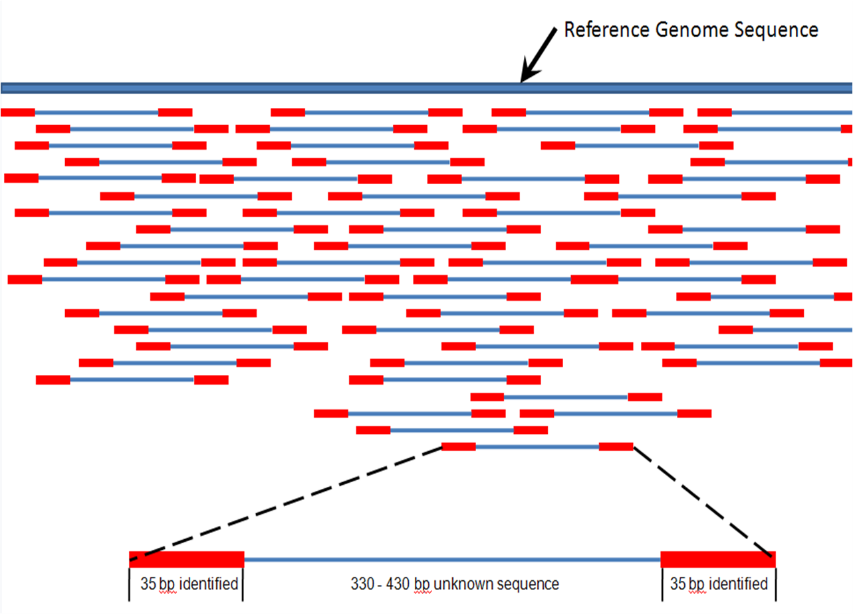 Reference Genome Sequence
35 bp identified
330 - 430 bp unknown sequence
35 bp identified